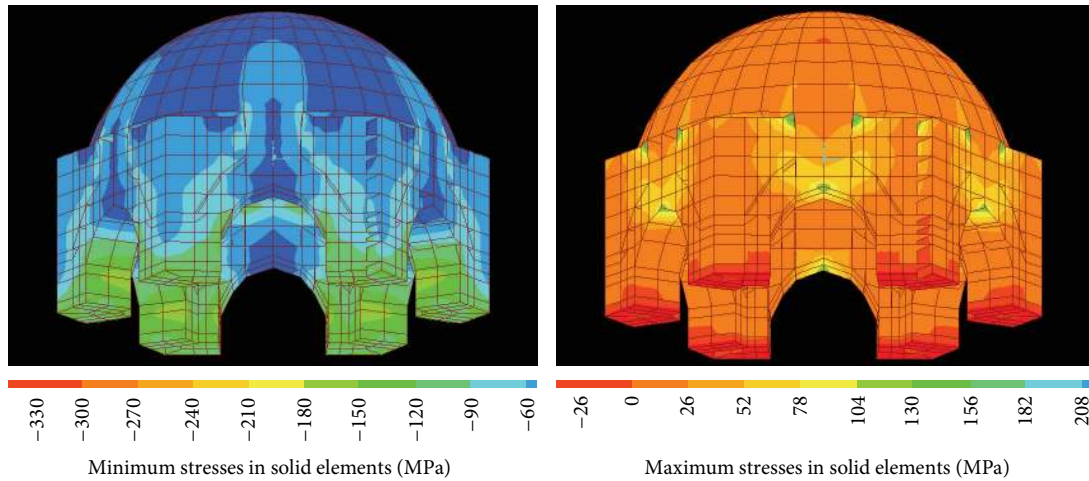 −330 −300 −270 −240 −210 −180 −150 −120 −90 −60
Minimum stresses in solid elements (MPa)
−26 0 26 52 78 104 130 156 182 208
Maximum stresses in solid elements (MPa)